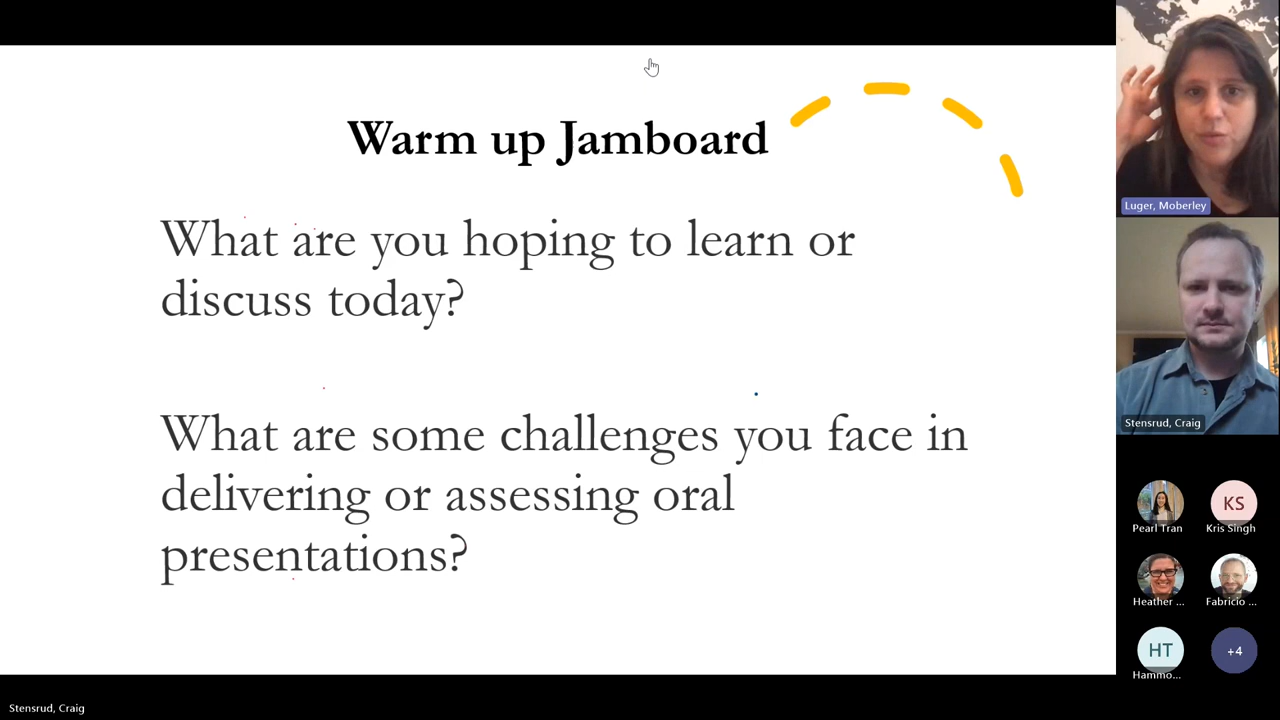 Warm up Jamboard
What are you hoping to learn or
discuss today?
What are some challenges you face in
delivering or assessing oral
presentations?
Luger, Moberley
Stensrud, Craig
Pearl Tran
KS
Kris Singh
Heather ...
Fabricio ...
HT
Hammo...
+4
Stensrud, Craig